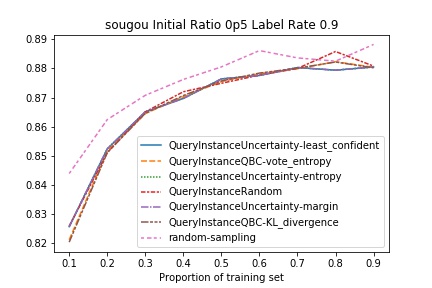 sougou Initial Ratio 0p5 Label Rate 0.9
0.89
0.88
0.87
0.86
0.85
0.84
0.83
0.82
QueryInstanceUncertainty-least_confident
QueryInstanceQBC-vote_entropy
QueryInstanceUncertainty-entropy
QueryInstanceRandom
QueryInstanceUncertainty-margin
QueryInstanceQBC-KL_divergence
random-sampling
0.1 0.2 0.3 0.4 0.5 0.6 0.7 0.8 0.9
Proportion of training set